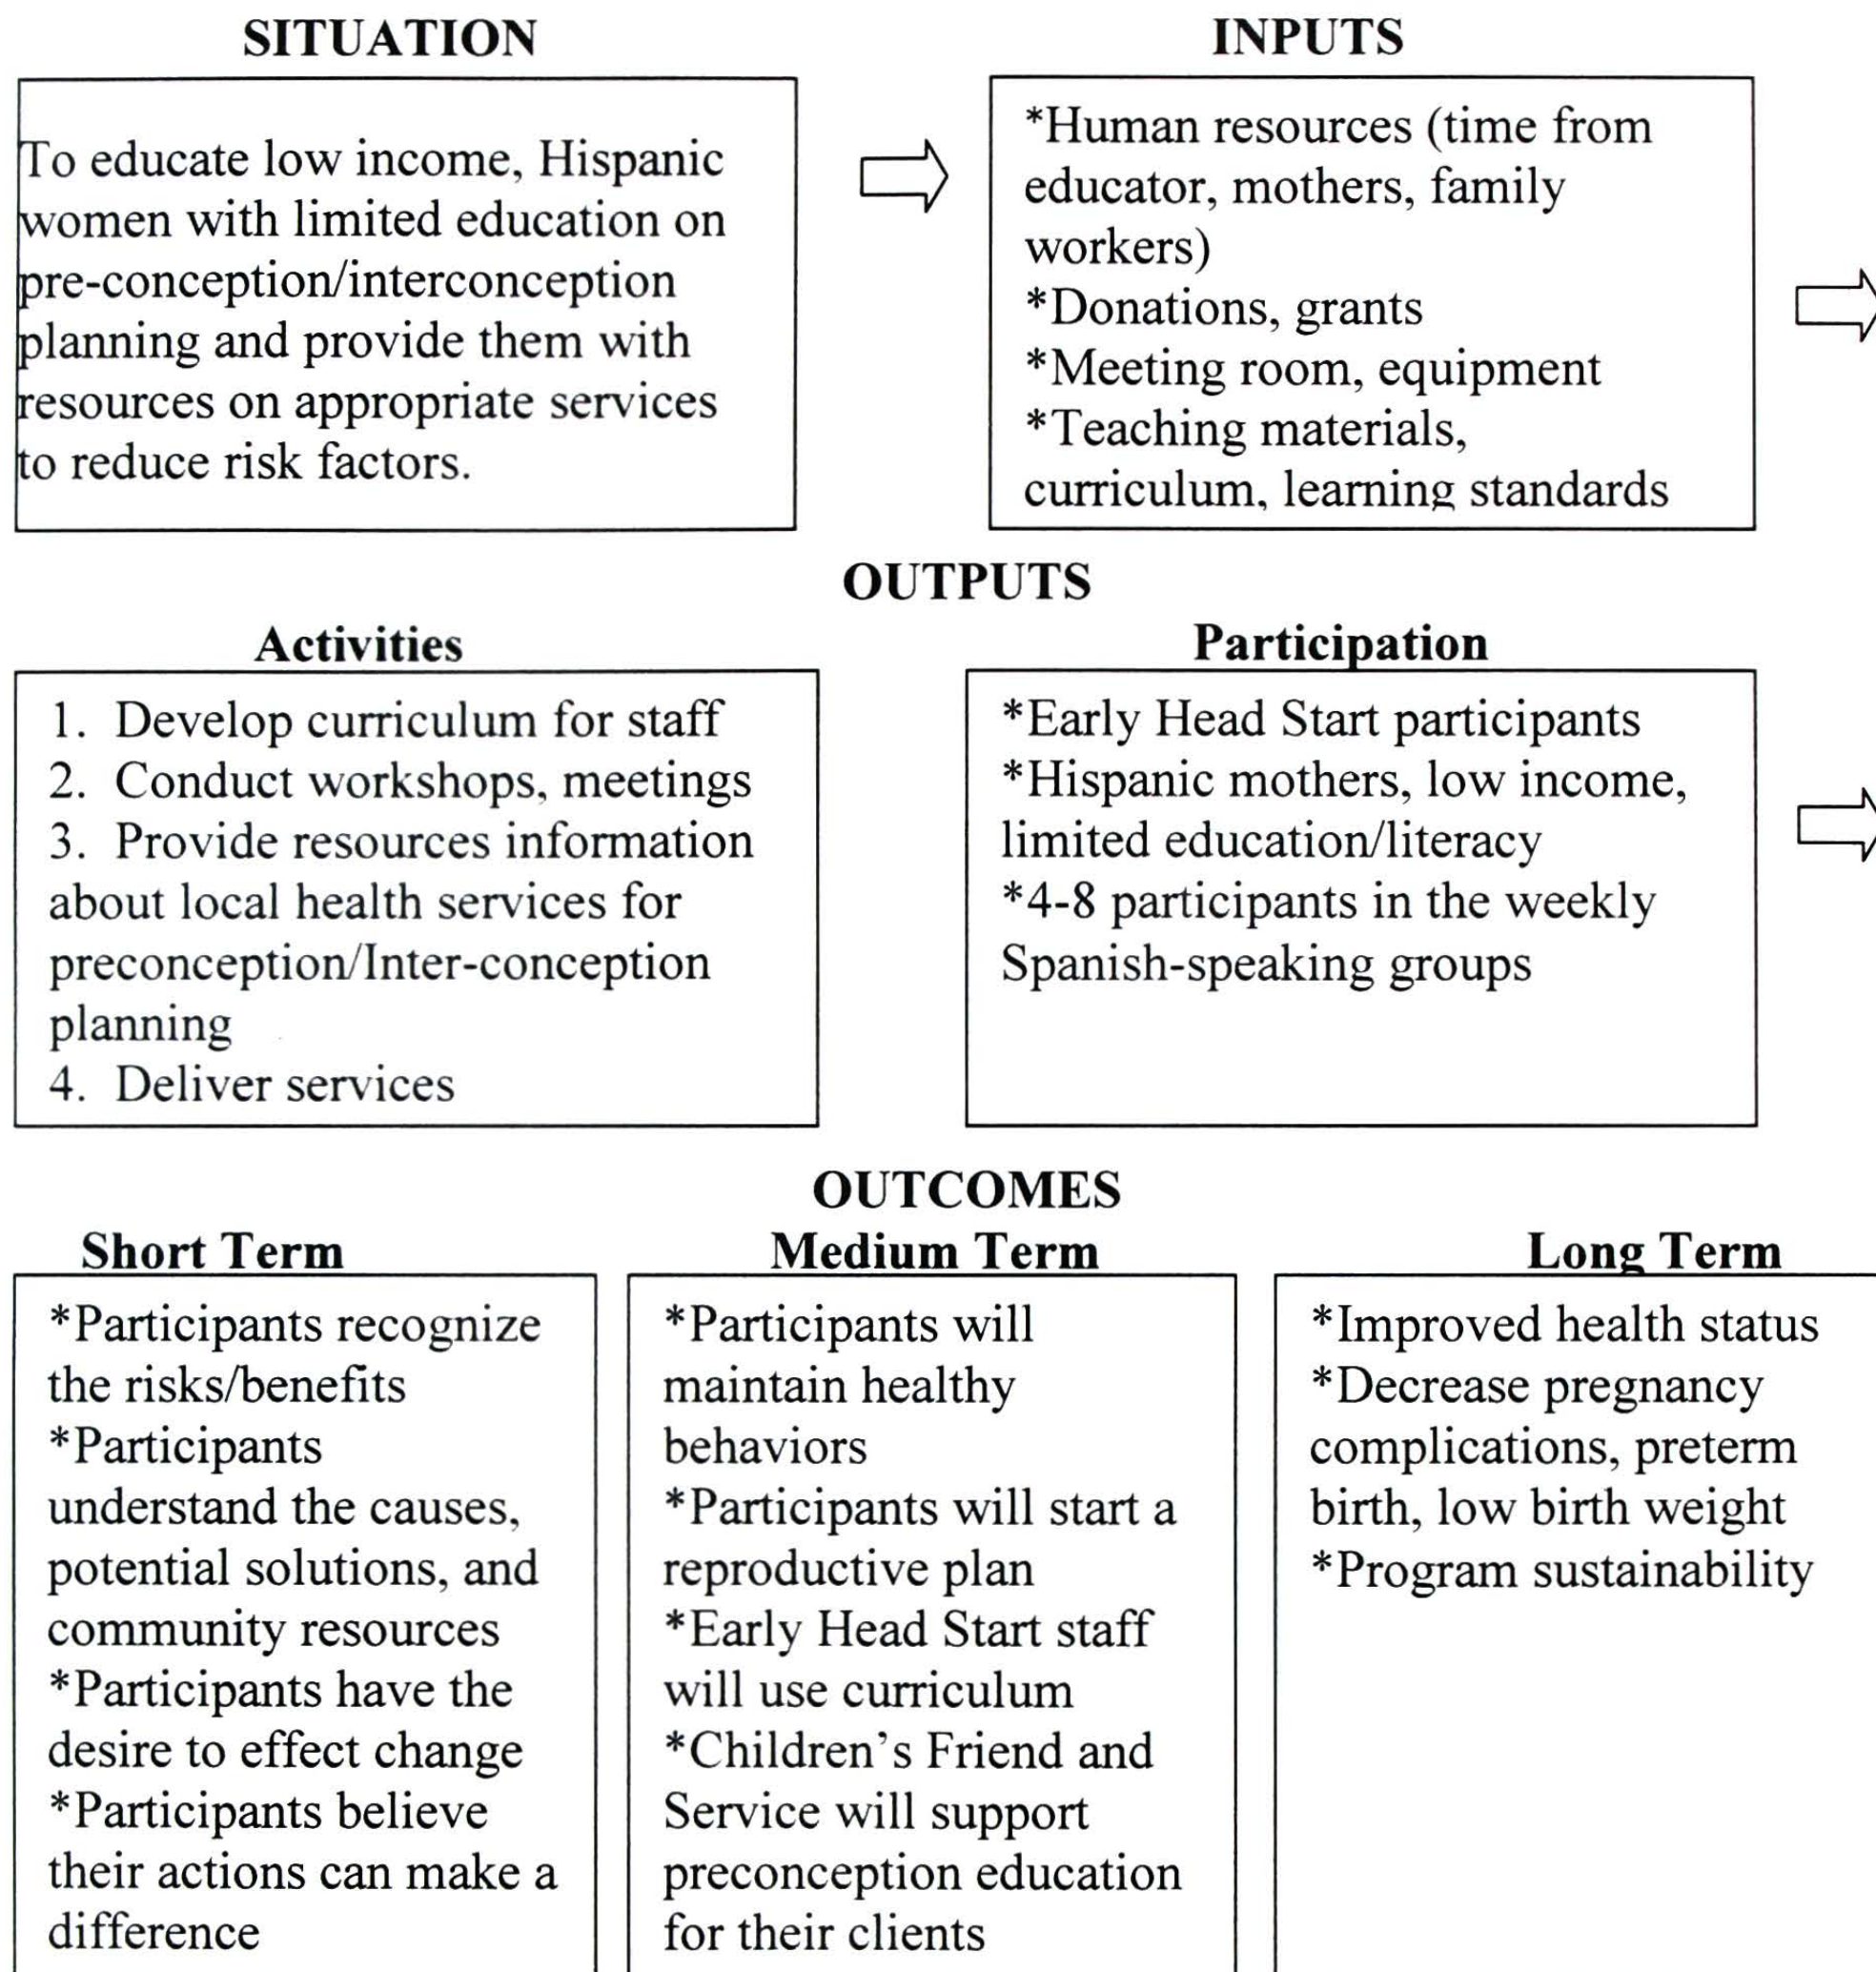 SITUATION
To educate low income, Hispanic
women with limited education on
pre-conception/interconception
planning and provide them with
resources on appropriate services
to reduce risk factors.
INPUTS
*Human resources (time from
educator, mothers, family
workers)
*Donations, grants
*Meeting room, equipment
*Teaching materials,
curriculum, learning standards
OUTPUTS
Activities
1. Develop curriculum for staff
2. Conduct workshops, meetings
3. Provide resources information
about local health services for
preconception/Inter-conception
planning
4. Deliver services
Participation
*Early Head Start participants
*Hispanic mothers, low income,
limited education/literacy
*4-8 participants in the weekly
Spanish-speaking groups
OUTCOMES
Short Term
*Participants recognize
the risks/benefits
*Participants
understand the causes,
potential solutions, and
community resources
*Participants have the
desire to effect change
*Participants believe
their actions can make a
difference
Medium Term
*Participants will
maintain healthy
behaviors
*Participants will start a
reproductive plan
*Early Head Start staff
will use curriculum
*Children's Friend and
Service will support
preconception education
for their clients
Long Term
*Improved health status
*Decrease pregnancy
complications, preterm
birth, low birth weight
*Program sustainability